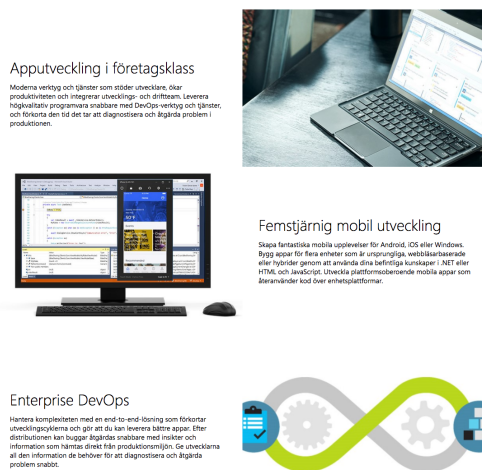 Apputveckling i företagsklass
Moderna verktyg och tjänster som stöder utvecklare, ökar
produktiviteten och integrerar utvecklings- och driftteam. Leverera
högkvalitativ programvara snabbare med DevOps-verktyg och tjänster,
och förkorta den tid det tar att diagnostisera och åtgärda problem i
produktionen.
Femstjärnig mobil utveckling
Skapa fantastiska mobila upplevelser för Android, iOS eller Windows.
Bygg appar för flera enheter som är ursprungliga, webbläsarbaserade
eller hybrider genom att använda dina befintliga kunskaper i .NET eller
HTML och JavaScript. Utveckla plattformsoberoende mobila appar som
återanvänder kod över enhetsplattformar.
Enterprise DevOps
Hantera komplexiteten med en end-to-end-lösning som förkortar
utvecklingscyklerna och gör att du kan leverera bättre appar. Efter
distributionen kan buggar åtgärdas snabbare med insikter och
information som hämtas direkt från produktionsmiljön. Ge utvecklarna
all den information de behöver för att diagnostisera och åtgärda
problem snabbt.